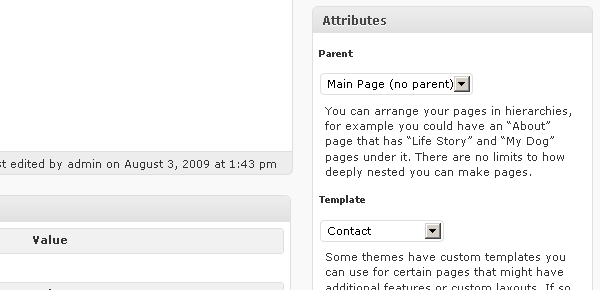 Attributes
Parent
Main Page (no parent)
You can arrange your pages in hierarchies,
for example you could have an “About”
page that has “Life Story” and “My Dog”
pages under it. There are no limits to how
deeply nested you can make pages.
edited by admin on August 3, 2009 at 1:43 pm
Template
Value
Contact
Some themes have custom templates you
can use for certain pages that might have
additional features or custom layouts. If so